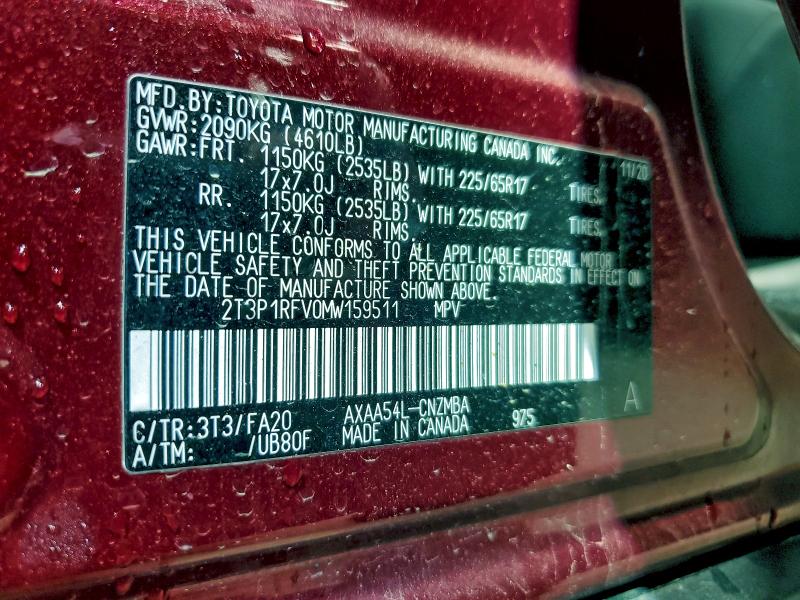 MFD.BY:TOYOTA MOTOR MANUFACTURING CANADA INC. 11/20
GVWR:2090KG (4610LB)
GAWR:FRT. 1150KG (2535LB) WITH 225/65R17 TIRES,
17x7.0J RIMS,
RR. 1150KG (2535LB) WITH 225/65R17 TIRES,
17x7.0J RIMS.
THIS VEHICLE CONFORMS TO ALL APPLICABLE FEDERAL MOTOR
VEHICLE SAFETY AND THEFT PREVENTION STANDARDS IN EFFECT ON
THE DATE OF MANUFACTURE SHOWN ABOVE.
2T3P1RFV0MW159511 MPV
C/TR:3T3/FA20 AXAA54L-CNZMBA 975 A
A/TM: /UB80F MADE IN CANADA